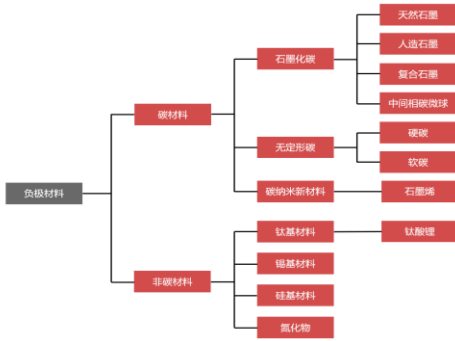 天然石墨
人造石墨
石墨化碳
复合石墨
中间相碳微球
碳材料
硬碳
无定形碳
软碳
负极材料
碳纳米新材料
石墨烯
钛基材料
钛酸锂
锡基材料
非碳材料
硅基材料
氮化物